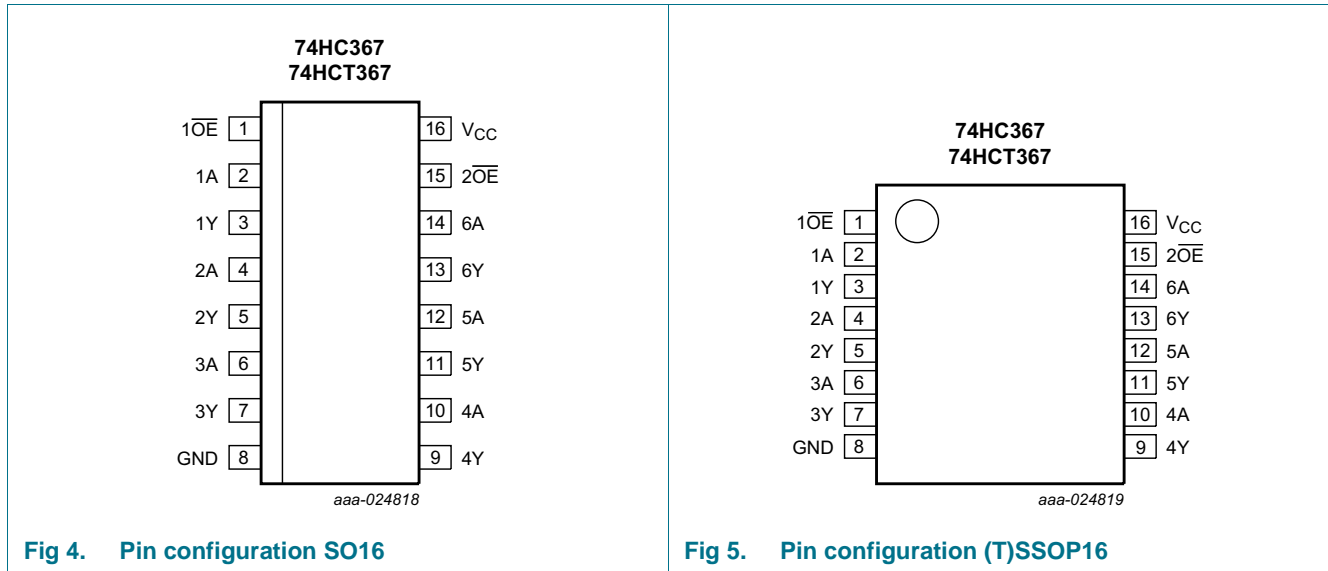 74HC367
74HCT367
1O̅E̅ 1 16 VCC
1A 2 15 2O̅E̅
1Y 3 14 6A
2A 4 13 6Y
2Y 5 12 5A
3A 6 11 5Y
3Y 7 10 4A
GND 8 9 4Y
aaa-024818
Fig 4. Pin configuration SO16
74HC367
74HCT367
1O̅E̅ 1 16 VCC
1A 2 15 2O̅E̅
1Y 3 14 6A
2A 4 13 6Y
2Y 5 12 5A
3A 6 11 5Y
3Y 7 10 4A
GND 8 9 4Y
aaa-024819
Fig 5. Pin configuration (T)SSOP16